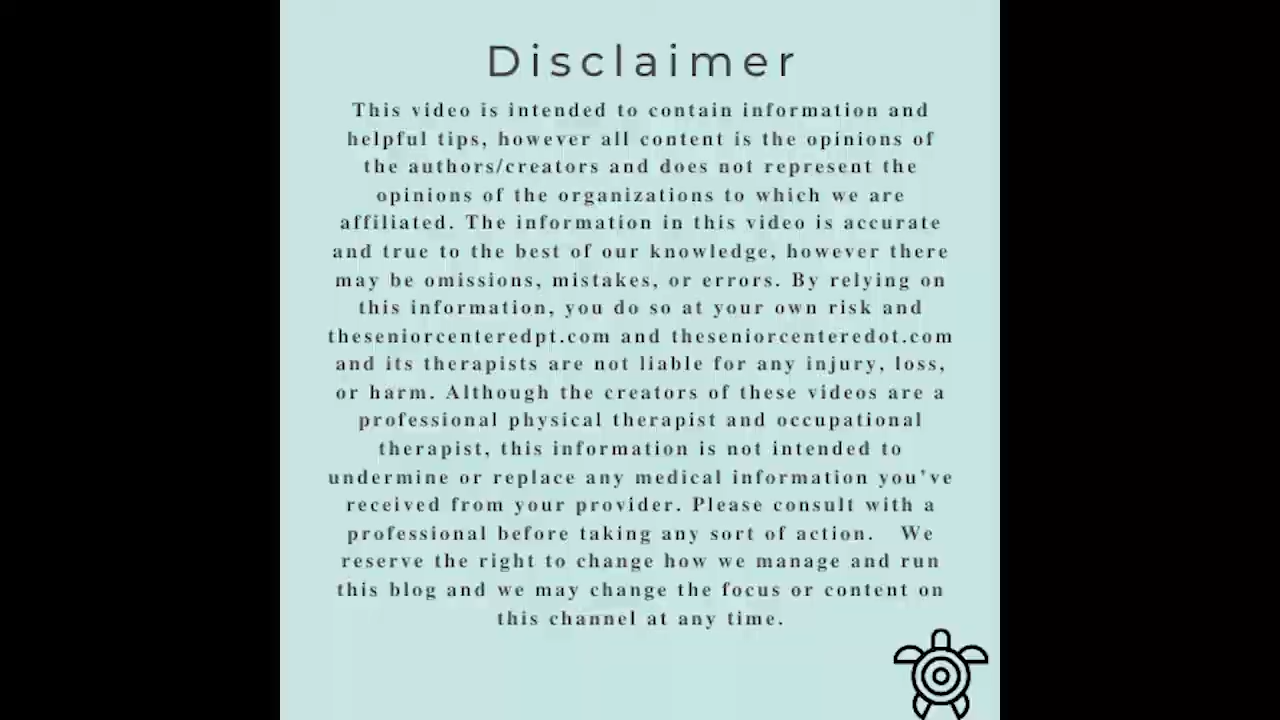 Disclaimer
This video is intended to contain information and
helpful tips, however all content is the opinions of
the authors/creators and does not represent the
opinions of the organizations to which we are
affiliated. The information in this video is accurate
and true to the best of our knowledge, however there
may be omissions, mistakes, or errors. By relying on
this information, you do so at your own risk and
theseniorcenteredpt.com and theseniorcenteredot.com
and its therapists are not liable for any injury, loss,
or harm. Although the creators of these videos are a
professional physical therapist and occupational
therapist, this information is not intended to
undermine or replace any medical information you've
received from your provider. Please consult with a
professional before taking any sort of action. We
reserve the right to change how we manage and run
this blog and we may change the focus or content on
this channel at any time.